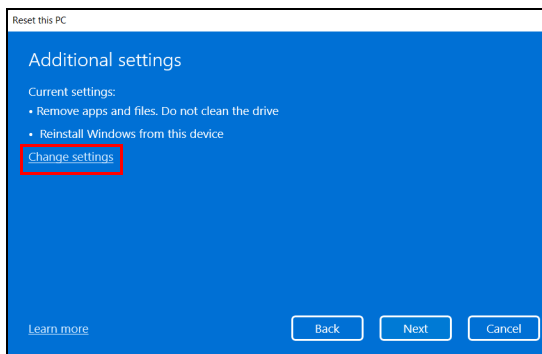 Reset this PC
Additional settings
Current settings:
▪ Remove apps and files. Do not clean the drive
▪ Reinstall Windows from this device
Change settings
Learn more
Back
Next
Cancel